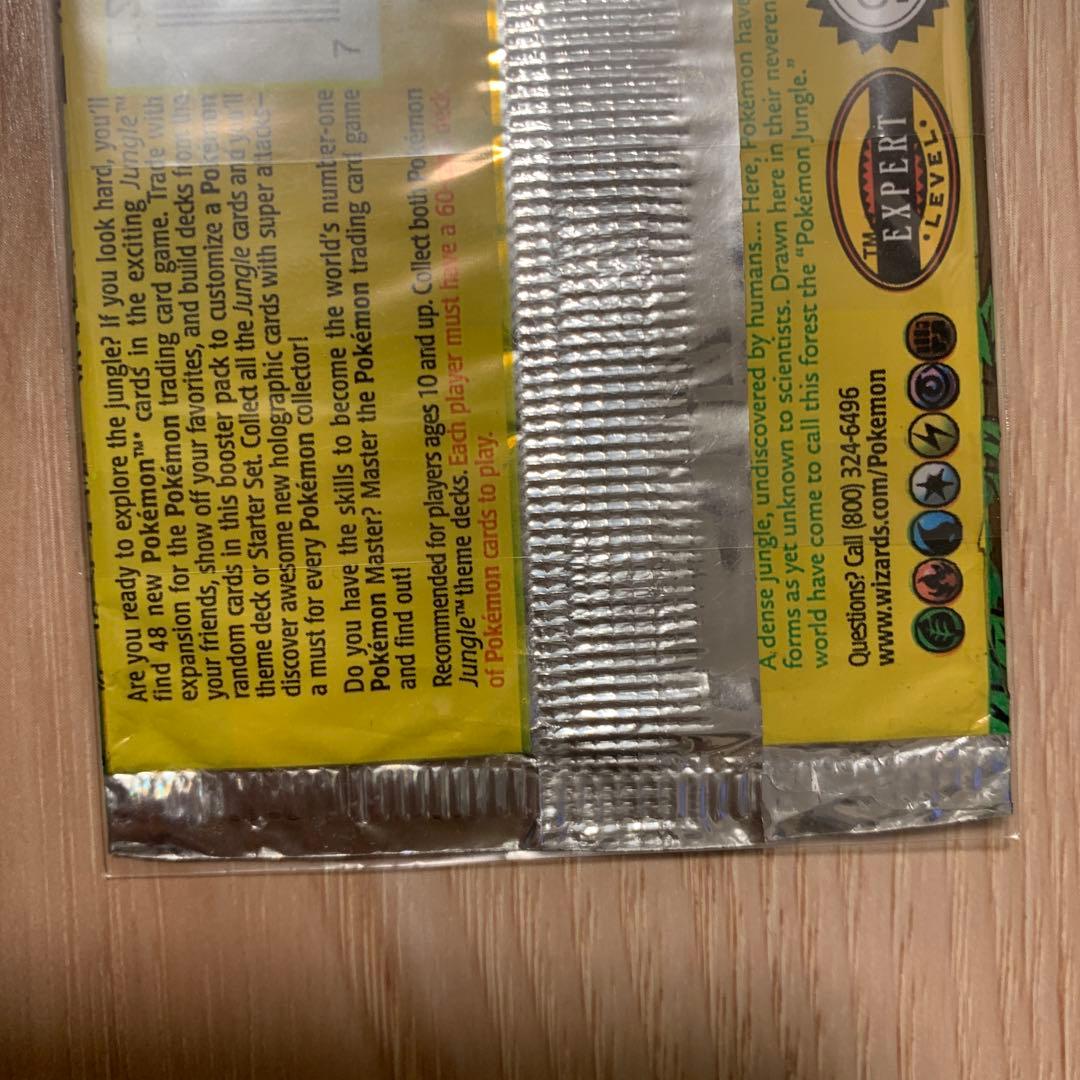 Are you ready to explore the jungle? If you look hard, you'll
find 48 new Pokémon™* cards in the exciting Jungle™
expansion for the Pokémon trading card game. Trade with
your friends, show off your favorites, and build decks from the
random cards in this booster pack to customize a Pokémon
theme deck or Starter Set. Collect all the Jungle cards and you'll
discover awesome new holographic cards with super attacks—
a must for every Pokémon collector!
Do you have the skills to become the world's number-one
Pokémon Master? Master the Pokémon trading card game
and find out!
Recommended for players ages 10 and up. Collect both Pokémon
Jungle™ theme decks. Each player must have a 60-card deck
of Pokémon cards to play.
7
A dense jungle, undiscovered by humans... Here, Pokémon have
forms as yet unknown to scientists. Drawn here in their neveren
world have come to call this forest the "Pokémon Jungle."
Questions? Call (800) 324-6496
www.wizards.com/Pokemon
TM
EXPERT
LEVEL